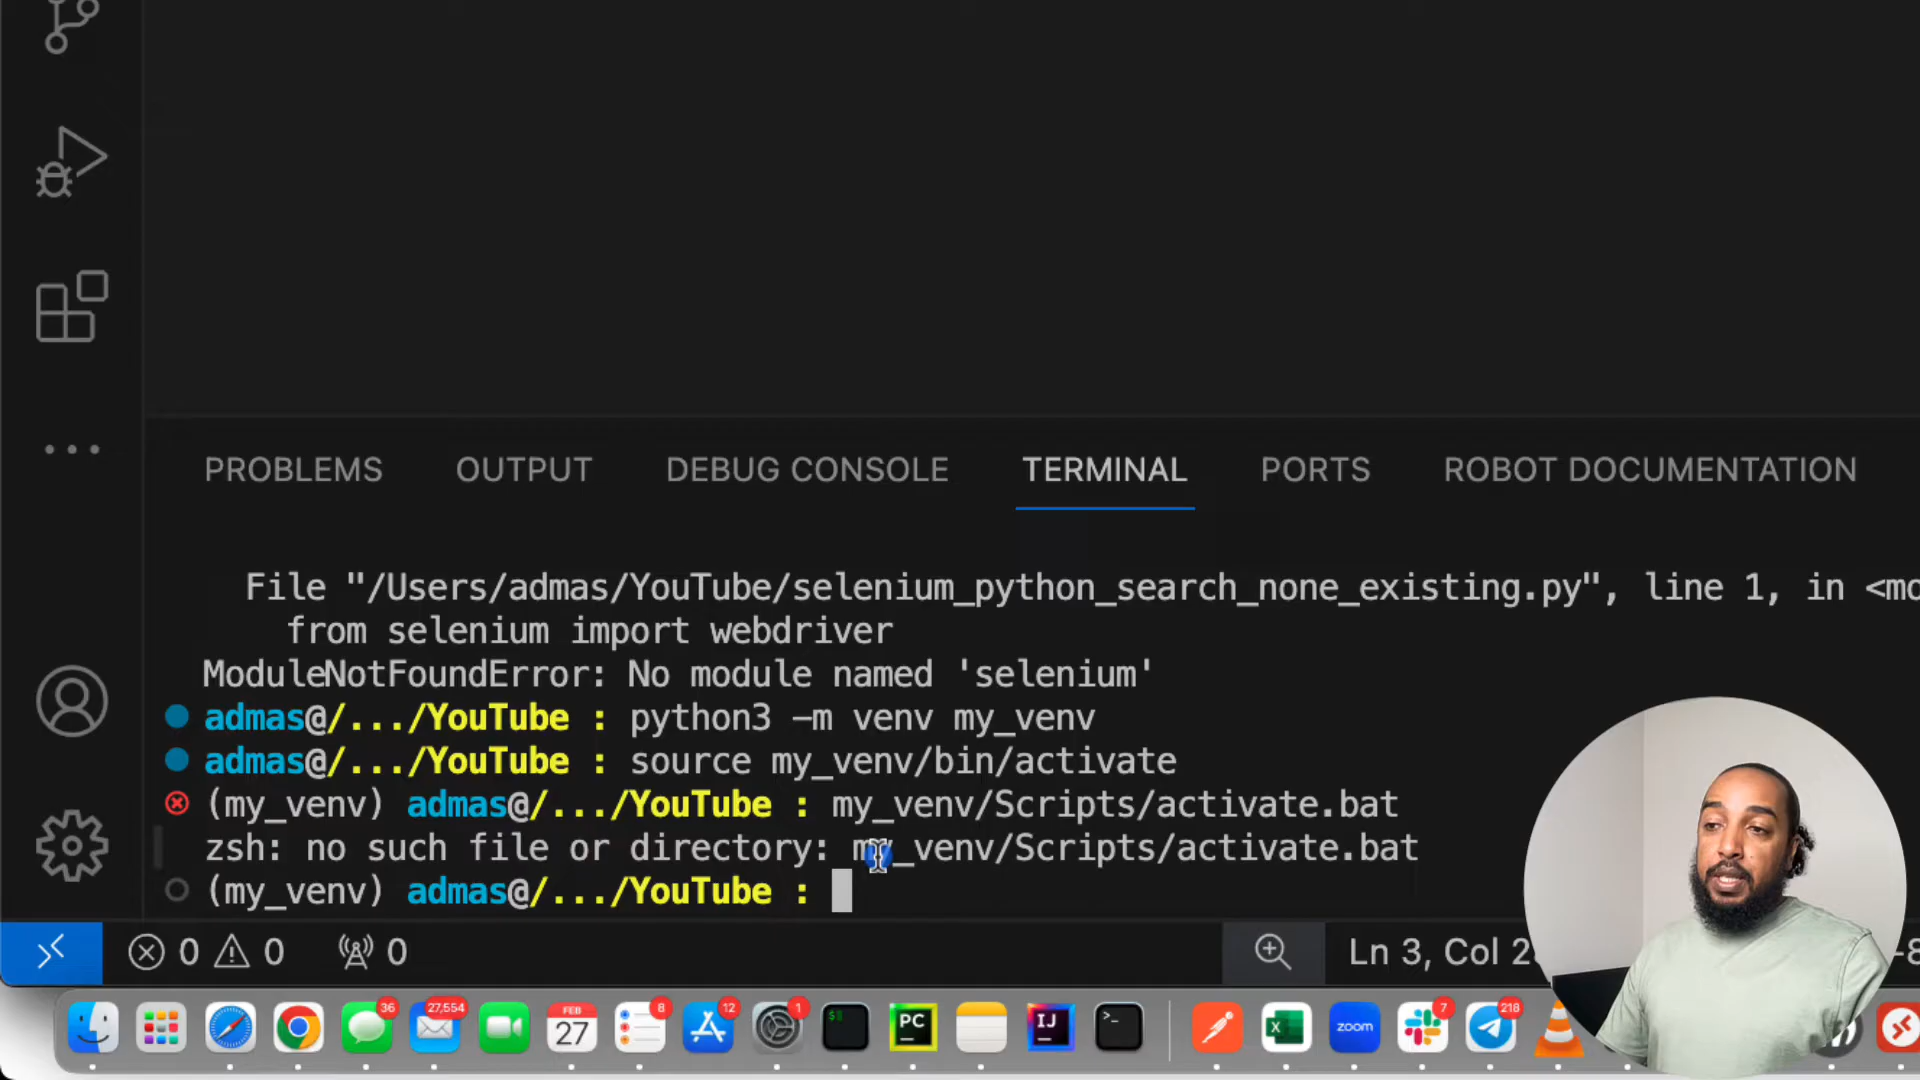 PROBLEMS OUTPUT DEBUG CONSOLE TERMINAL PORTS ROBOT DOCUMENTATION
File "/Users/admas/YouTube/selenium_python_search_none_existing.py", line 1, in <mo
from selenium import webdriver
ModuleNotFoundError: No module named 'selenium'
admas@/.../YouTube : python3 -m venv my_venv
admas@/.../YouTube : source my_venv/bin/activate
(my_venv) admas@/.../YouTube : my_venv/Scripts/activate.bat
zsh: no such file or directory: my_venv/Scripts/activate.bat
(my_venv) admas@/.../YouTube :
0 0 0 Ln 3, Col 2 -8
36 27,554 FEB 8 12 1 7 218
27 $ PC IJ >_ X zoom